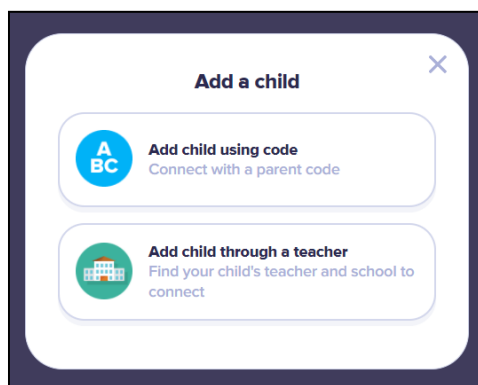 Add a child
A
BC
Add child using code
Connect with a parent code
Add child through a teacher
Find your child's teacher and school to
connect